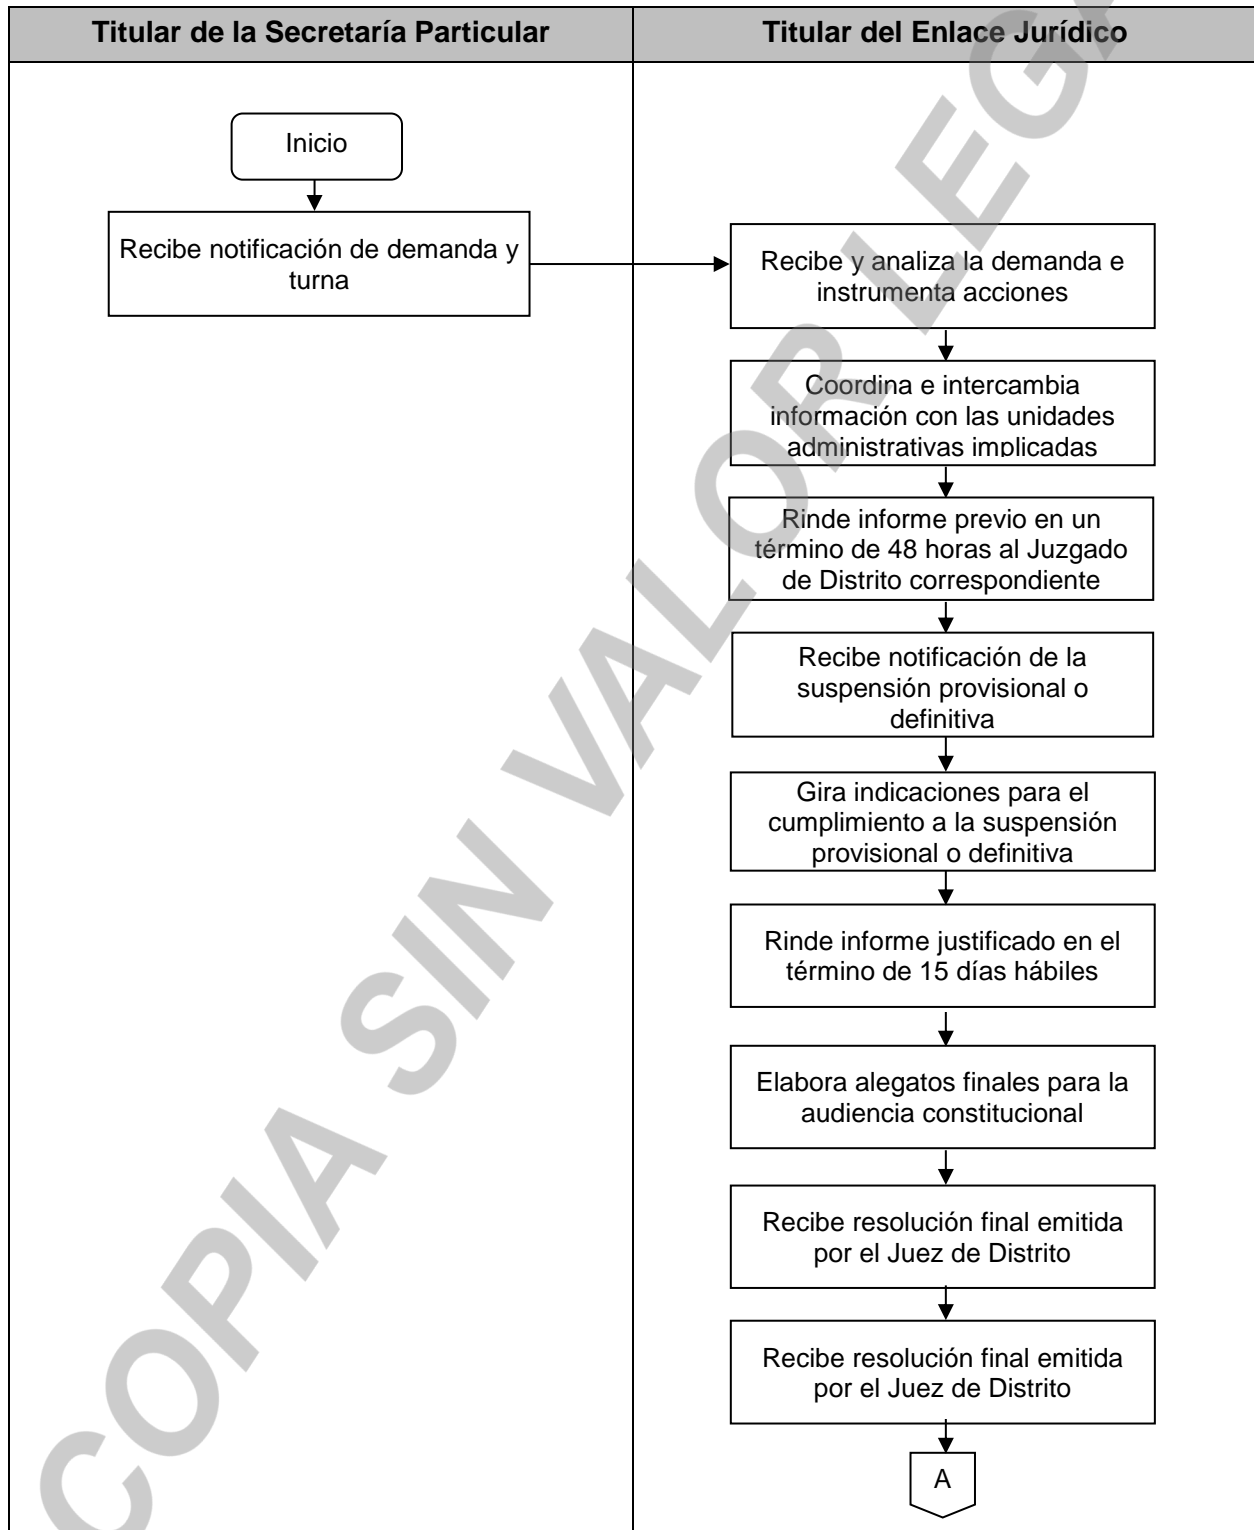 Titular de la Secretaría Particular
Titular del Enlace Jurídico
Inicio
Recibe notificación de demanda y
turna
Recibe y analiza la demanda e
instrumenta acciones
Coordina e intercambia
información con las unidades
administrativas implicadas
Rinde informe previo en un
término de 48 horas al Juzgado
de Distrito correspondiente
Recibe notificación de la
suspensión provisional o
definitiva
Gira indicaciones para el
cumplimiento a la suspensión
provisional o definitiva
Rinde informe justificado en el
término de 15 días hábiles
Elabora alegatos finales para la
audiencia constitucional
Recibe resolución final emitida
por el Juez de Distrito
Recibe resolución final emitida
por el Juez de Distrito
A
COPIA SIN VALOR LEGA